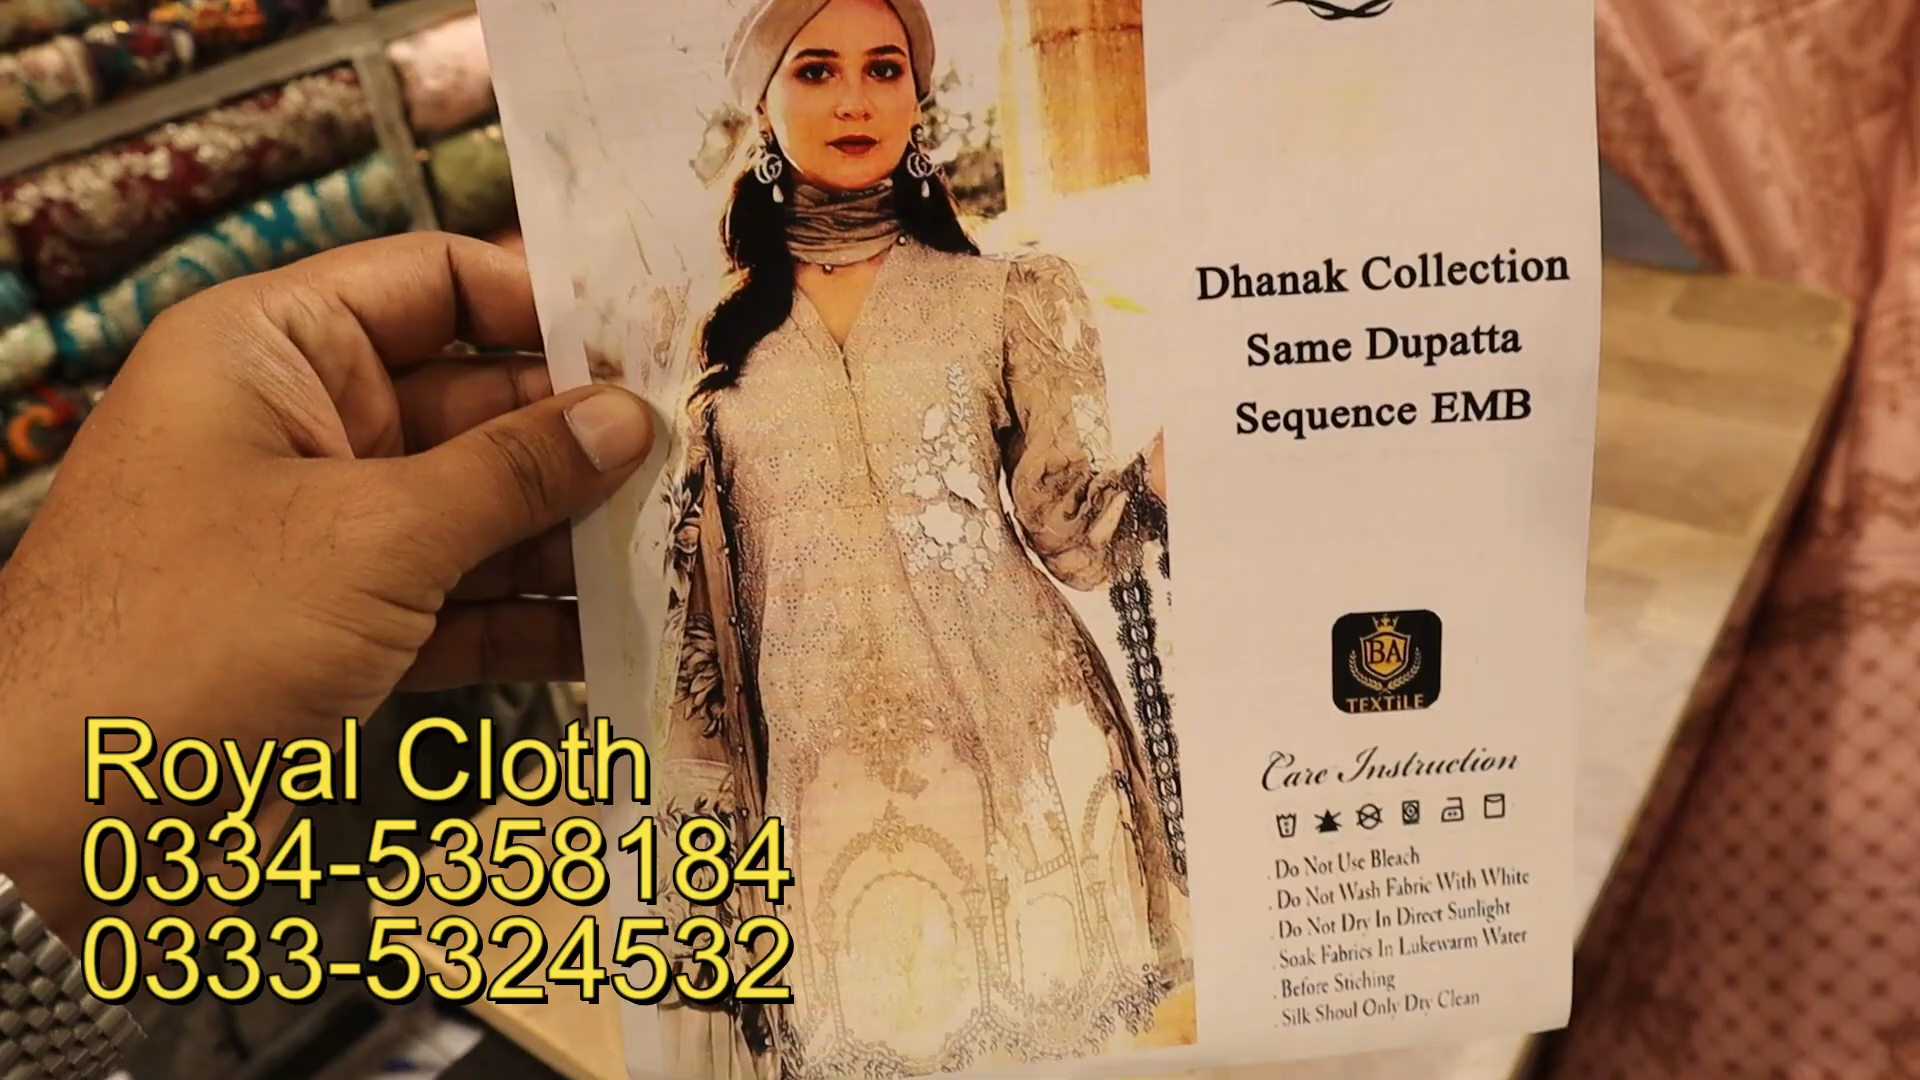 Dhanak Collection
Same Dupatta
Sequence EMB
BA
TEXTiLE
Care Instruction
. Do Not Use Bleach
. Do Not Wash Fabric With White
. Do Not Dry In Direct Sunlight
. Soak Fabrics In Lukewarm Water
. Before Stiching
. Silk Shoul Only Dry Clean
Royal Cloth
0334-5358184
0333-5324532